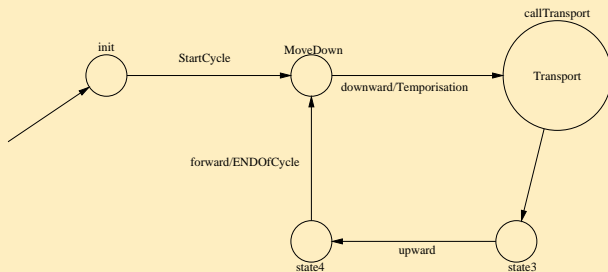 callTransport
init
StartCycle
MoveDown
downward/Temporisation
Transport
forward/ENDOfCycle
upward
state4
state3